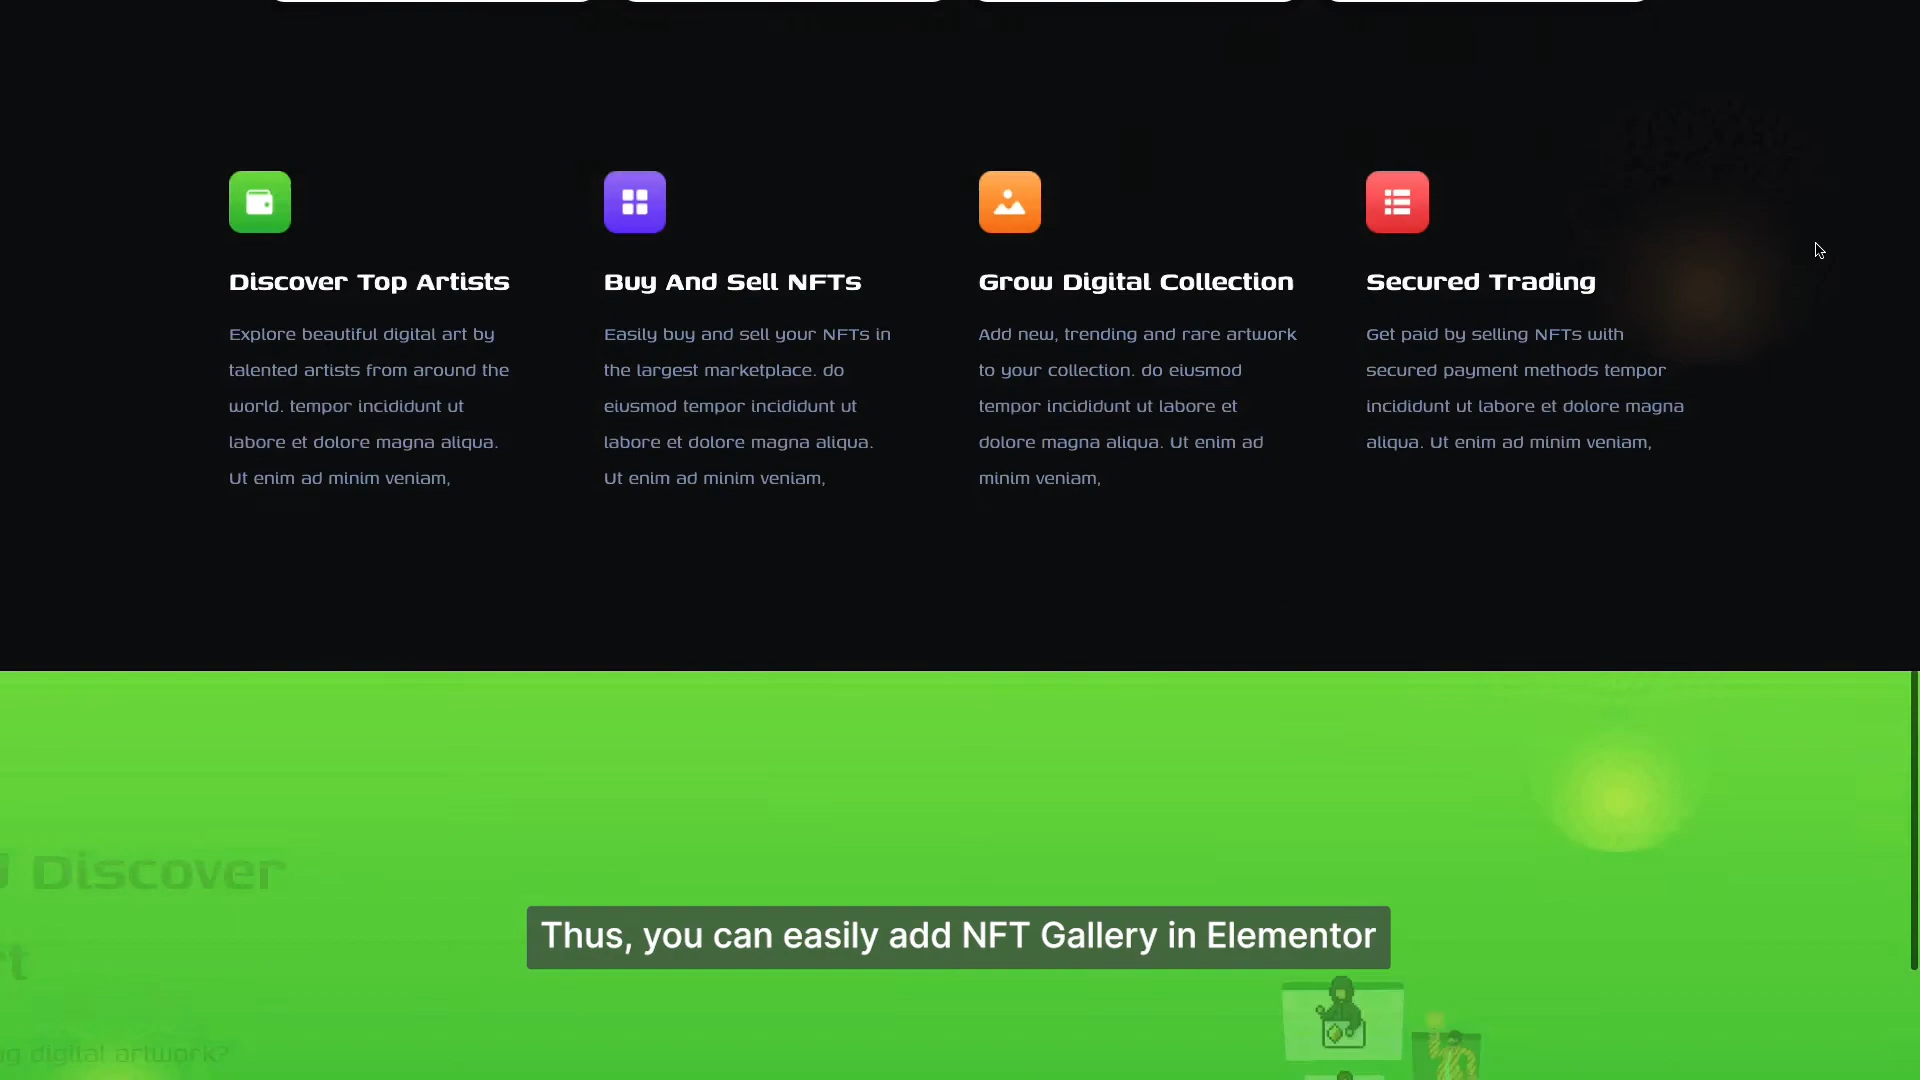 Discover Top Artists
Explore beautiful digital art by
talented artists from around the
world. tempor incididunt ut
labore et dolore magna aliqua.
Ut enim ad minim veniam,
Buy And Sell NFTs
Easily buy and sell your NFTs in
the largest marketplace. do
eiusmod tempor incididunt ut
labore et dolore magna aliqua.
Ut enim ad minim veniam,
Grow Digital Collection
Add new, trending and rare artwork
to your collection. do eiusmod
tempor incididunt ut labore et
dolore magna aliqua. Ut enim ad
minim veniam,
Secured Trading
Get paid by selling NFTs with
secured payment methods tempor
incididunt ut labore et dolore magna
aliqua. Ut enim ad minim veniam,
Discover
digital artwork?
Thus, you can easily add NFT Gallery in Elementor